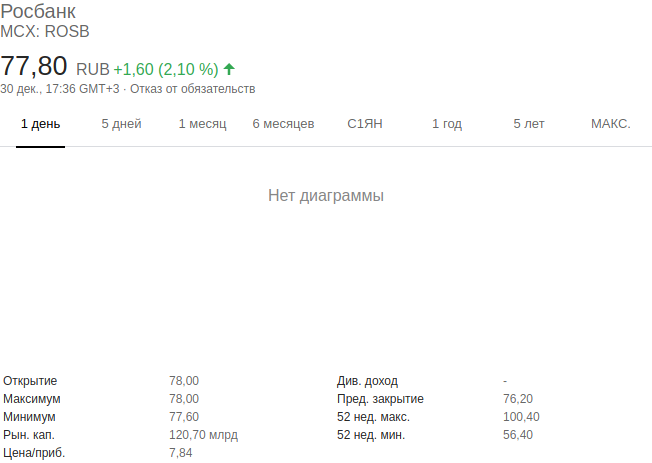 Росбанк
MCX: ROSB
77,80 RUB +1,60 (2,10 %)
30 дек., 17:36 GMT+3 · Отказ от обязательств
1 день 5 дней 1 месяц 6 месяцев С1ЯН 1 год 5 лет МАКС.
Нет диаграммы
Открытие 78,00 Див. доход -
Максимум 78,00 Пред. закрытие 76,20
Минимум 77,60 52 нед. макс. 100,40
Рын. кап. 120,70 млрд 52 нед. мин. 56,40
Цена/приб. 7,84